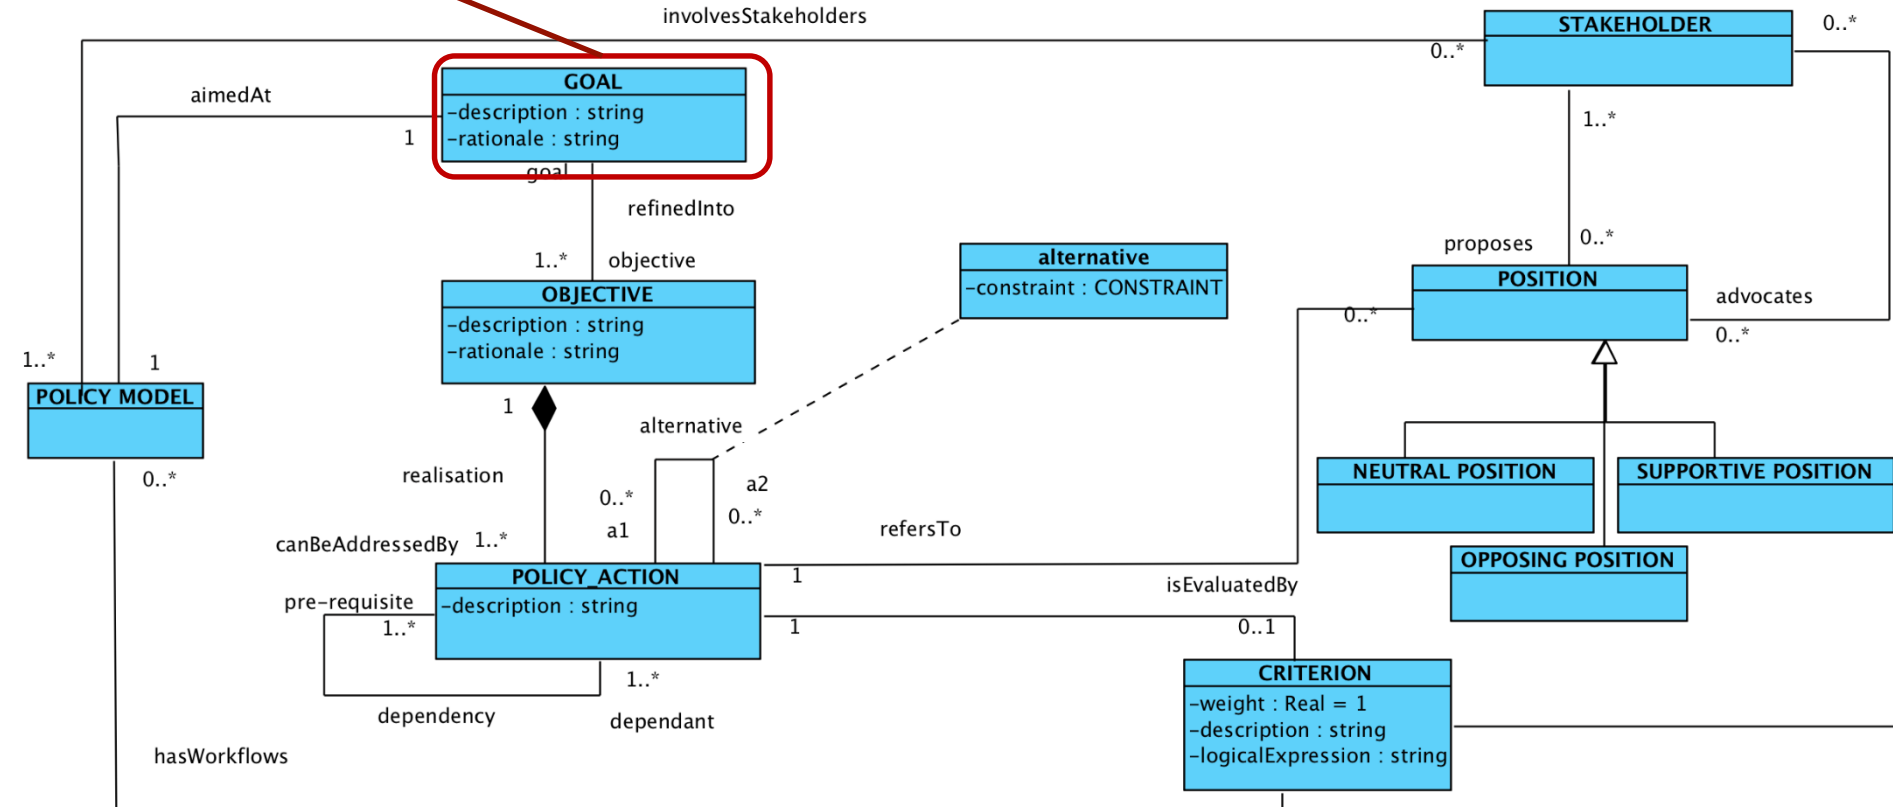 involvesStakeholders
STAKEHOLDER
0..*
0..*
GOAL
-description : string
-rationale : string
aimedAt
1
goal
1..*
refinedInto
proposes
0..*
1..*
objective
alternative
-constraint : CONSTRAINT
POSITION
OBJECTIVE
-description : string
-rationale : string
advocates
0..*
0..*
1..*
1
POLICY MODEL
1
alternative
0..*
realisation
NEUTRAL POSITION
SUPPORTIVE POSITION
0..*
a1
a2
0..*
refersTo
canBeAddressedBy
1..*
OPPOSING POSITION
POLICY_ACTION
-description : string
1
isEvaluatedBy
pre-requisite
1..*
1
0..1
1..*
dependency
dependant
CRITERION
-weight : Real = 1
-description : string
-logicalExpression : string
hasWorkflows